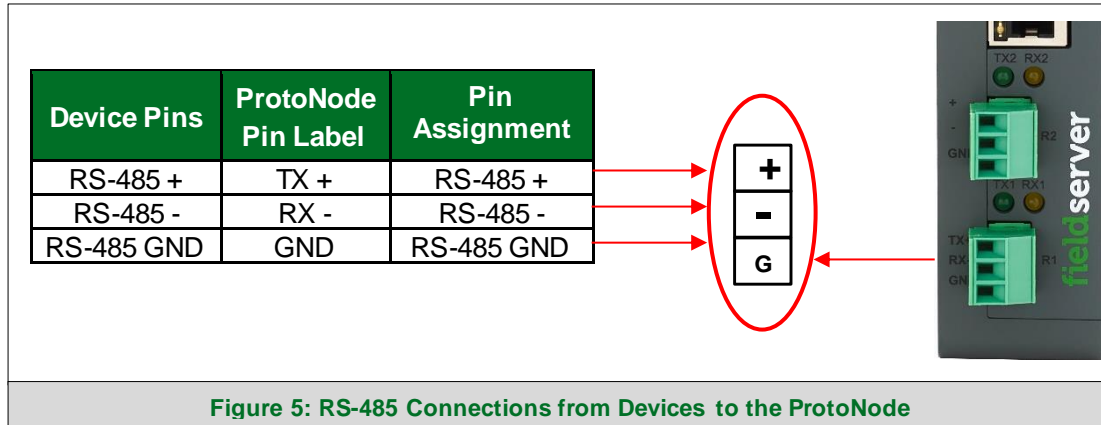 Device Pins ProtoNode Pin Label Pin Assignment
RS-485 + TX + RS-485 +
RS-485 - RX - RS-485 -
RS-485 GND GND RS-485 GND
+
-
G
TX2 RX2
+
-
GND
R2
TX1 RX1
TX
RX
GN
R1
fieldserver
Figure 5: RS-485 Connections from Devices to the ProtoNode